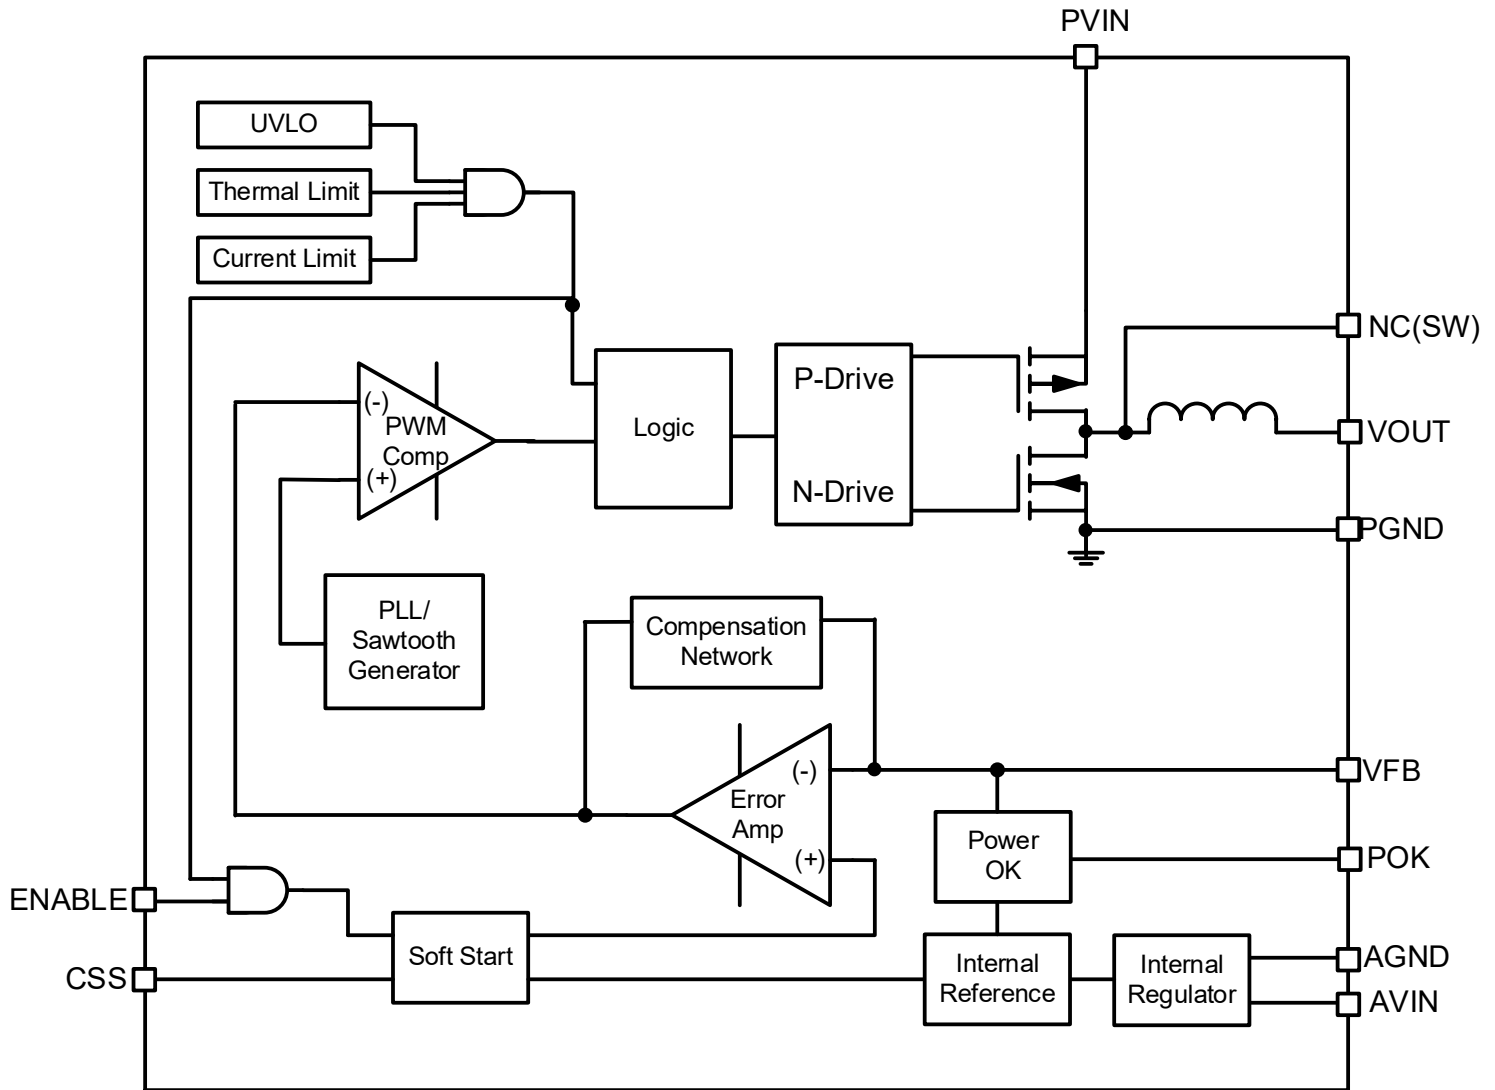 PVIN
UVLO
Thermal Limit
Current Limit
NC(SW)
P-Drive
(-)
PWM
Comp
(+)
Logic
VOUT
N-Drive
PGND
PLL/
Sawtooth
Generator
Compensation
Network
(-)
Error
Amp
(+)
VFB
Power
OK
POK
ENABLE
Soft Start
Internal
Reference
Internal
Regulator
AGND
CSS
AVIN